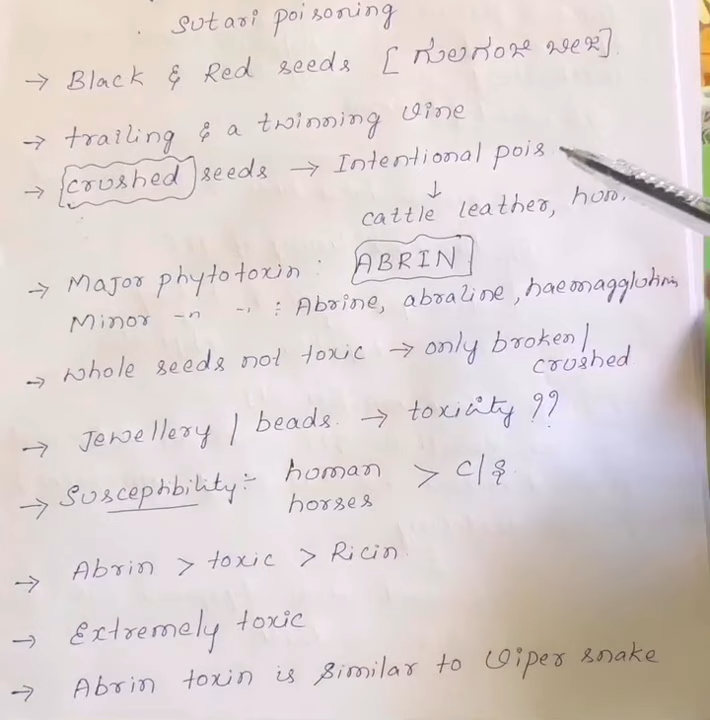 Sutari poisoning
→ Black & Red seeds [ಗುಲಗಂಜಿ ಬೀಜ].
→ trailing & a twinning vine
→ crushed seeds → Intentional pois
↓
cattle leather,
→ Major phytotoxin : ABRIN
Minor -〃- : Abrine, abraline, haemagglutinin
→ whole seeds not toxic → only broken/
crushed
→ Jewellery / beads. → toxicity ??
→ Susceptibility:- human > c/s.
horses
→ Abrin > toxic > Ricin.
→ Extremely toxic
→ Abrin toxin is similar to Viper snake